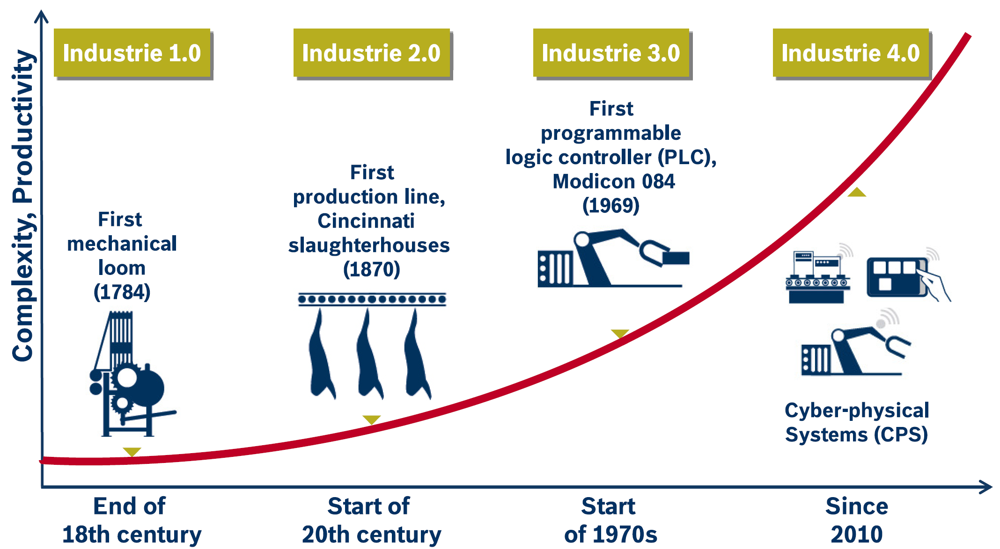 Complexity, Productivity
Industrie 1.0
Industrie 2.0
Industrie 3.0
Industrie 4.0
First
mechanical
loom
(1784)
First
production line,
Cincinnati
slaughterhouses
(1870)
First
programmable
logic controller (PLC),
Modicon 084
(1969)
Cyber-physical
Systems (CPS)
End of
18th century
Start of
20th century
Start
of 1970s
Since
2010